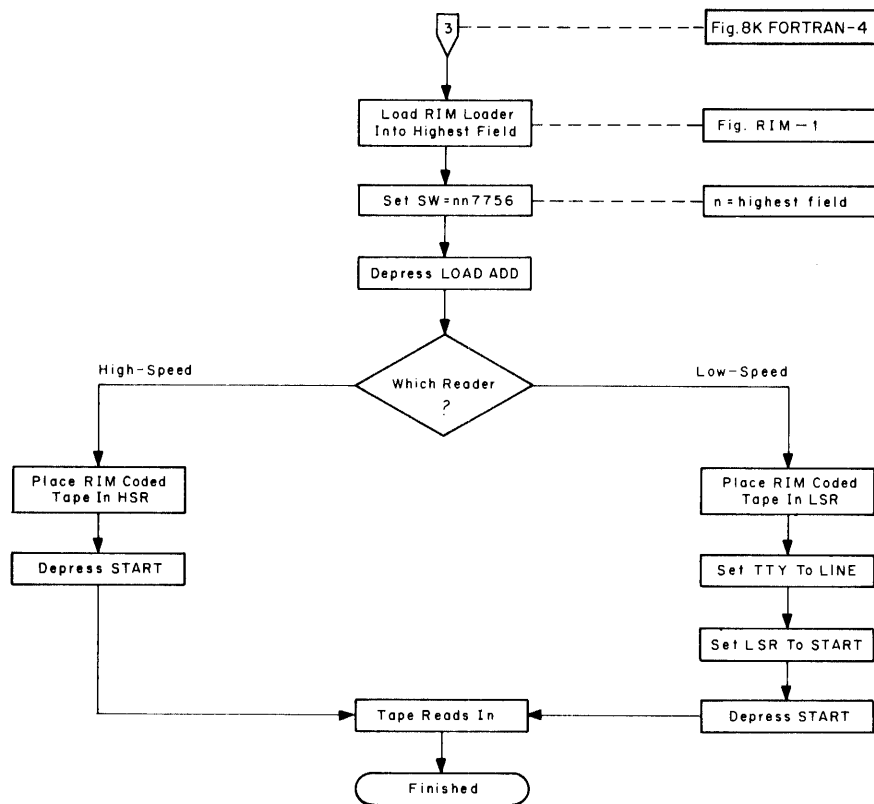 3
Fig.8K FORTRAN-4
Load RIM Loader
Into Highest Field
Fig. RIM-1
Set SW=nn7756
n=highest field
Depress LOAD ADD
High-Speed
Which Reader
?
Low-Speed
Place RIM Coded
Tape In HSR
Place RIM Coded
Tape In LSR
Depress START
Set TTY To LINE
Set LSR To START
Tape Reads In
Depress START
Finished